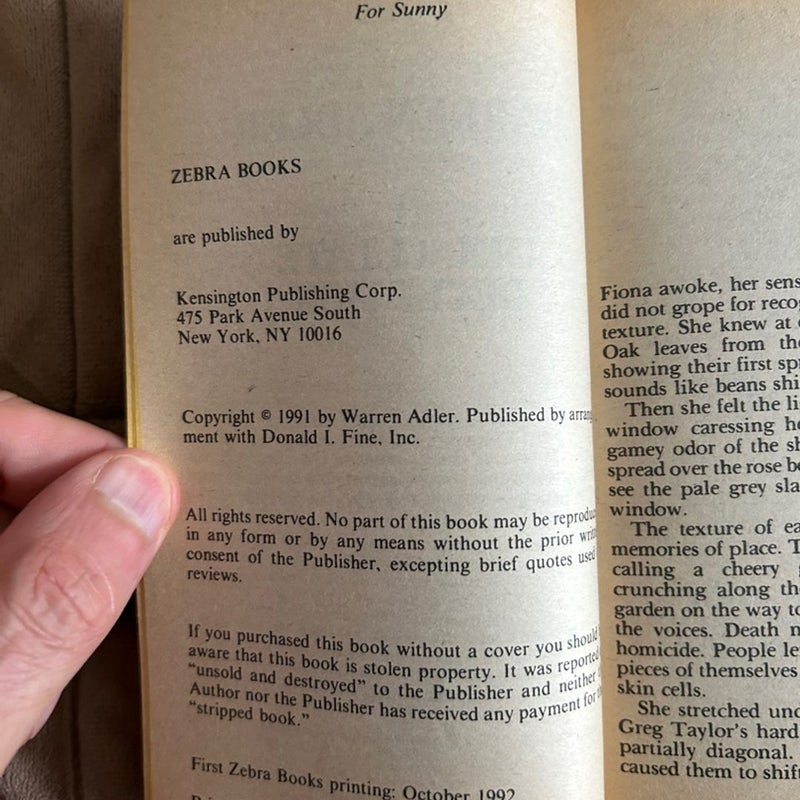 For Sunny
ZEBRA BOOKS
are published by
Kensington Publishing Corp.
475 Park Avenue South
New York, NY 10016
Copyright © 1991 by Warren Adler. Published by arrang
ment with Donald I. Fine, Inc.
All rights reserved. No part of this book may be reproduc
in any form or by any means without the prior writ
consent of the Publisher, excepting brief quotes used
reviews.
If you purchased this book without a cover you should
aware that this book is stolen property. It was reported
“unsold and destroyed” to the Publisher and neither
Author nor the Publisher has received any payment for
“stripped book.”
First Zebra Books printing: October 1992
Fiona awoke, her sens
did not grope for recog
texture. She knew at
Oak leaves from the
showing their first spr
sounds like beans shi
Then she felt the li
window caressing he
gamey odor of the sh
spread over the rose be
see the pale grey sla
window.
The texture of ea
memories of place. T
calling a cheery
crunching along th
garden on the way to
the voices. Death m
homicide. People le
pieces of themselves
skin cells.
She stretched und
Greg Taylor's hard
partially diagonal.
caused them to shift